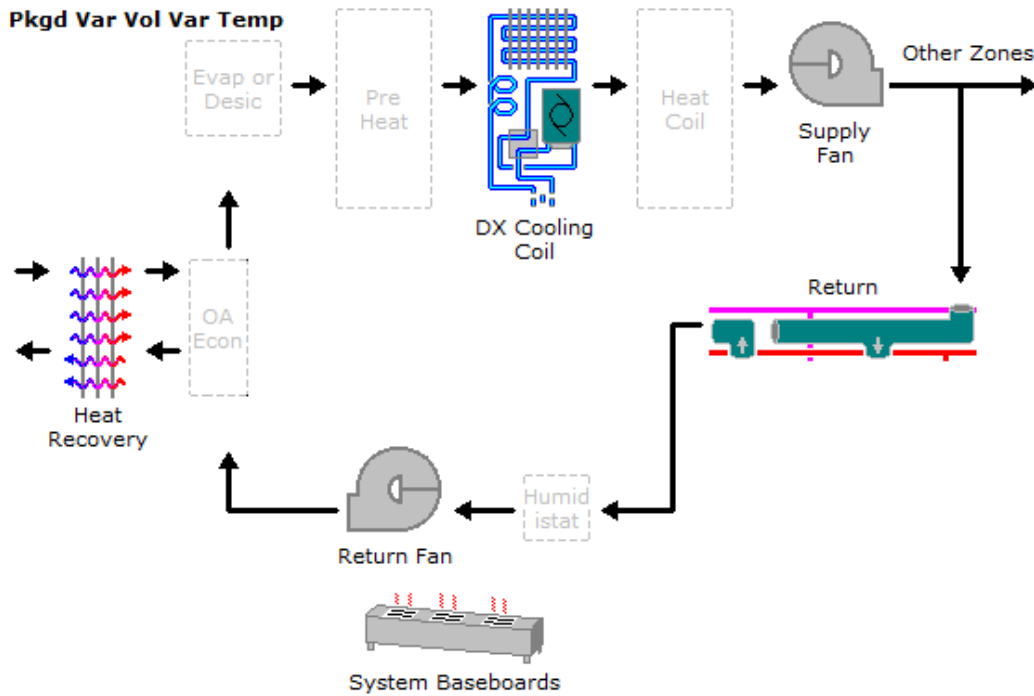 Pkgd Var Vol Var Temp
Evap or
Desic
Pre
Heat
DX Cooling
Coil
Heat
Coil
Supply
Fan
Other Zones
Return
OA
Econ
Heat
Recovery
Return Fan
Humid
istat
System Baseboards